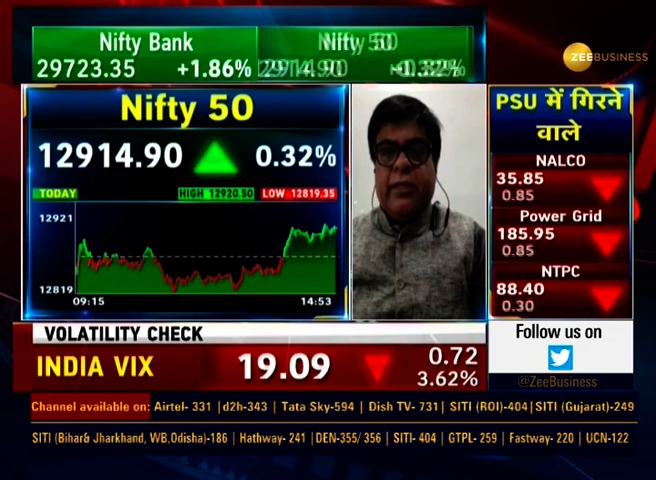 Nifty Bank
29723.35 +1.86%
Nifty 50
ZEEBUSINESS
Nifty 50
12914.90 0.32%
TODAY HIGH 12920.50 LOW 12819.35
12921
12819
09:15 14:53
PSU में गिरने
वाले
NALCO
35.85
0.85
Power Grid
185.95
0.85
NTPC
88.40
0.30
VOLATILITY CHECK
INDIA VIX 19.09 0.72
3.62%
Follow us on
@ZeeBusiness
Channel available on: Airtel- 331 | d2h-343 | Tata Sky-594 | Dish TV- 731 | SITI (ROI)-404 | SITI (Gujarat)-249
SITI (Bihar& Jharkhand, WB,Odisha)-186 | Hathway- 241 | DEN-355/ 356 | SITI- 404 | GTPL- 259 | Fastway- 220 | UCN-122